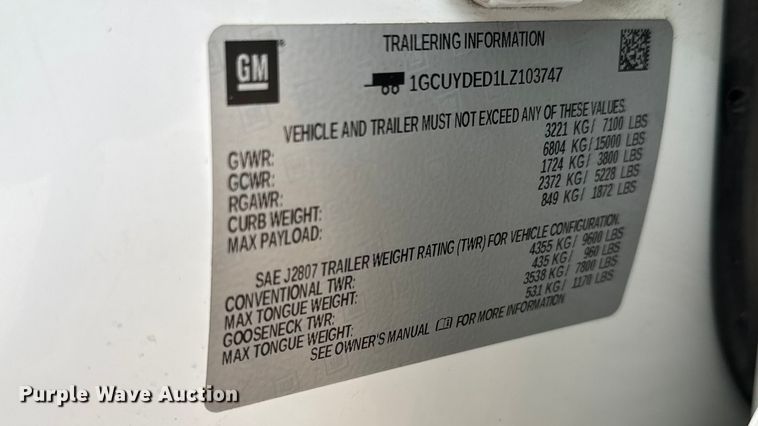 GM
TRAILERING INFORMATION
1GCUYDED1LZ103747
VEHICLE AND TRAILER MUST NOT EXCEED ANY OF THESE VALUES.
GVWR: 3221 KG/ 7100 LBS
GCWR: 6804 KG/15000 LBS
RGAWR: 1724 KG/ 3800 LBS
CURB WEIGHT: 2372 KG/ 5228 LBS
MAX PAYLOAD: 849 KG/ 1872 LBS
SAE J2807 TRAILER WEIGHT RATING (TWR) FOR VEHICLE CONFIGURATION.
CONVENTIONAL TWR: 4355 KG/ 9600 LBS
MAX TONGUE WEIGHT: 435 KG/ 960 LBS
GOOSENECK TWR: 3538 KG/ 7800 LBS
MAX TONGUE WEIGHT: 531 KG/ 1170 LBS
SEE OWNER'S MANUAL FOR MORE INFORMATION
Purple Wave Auction